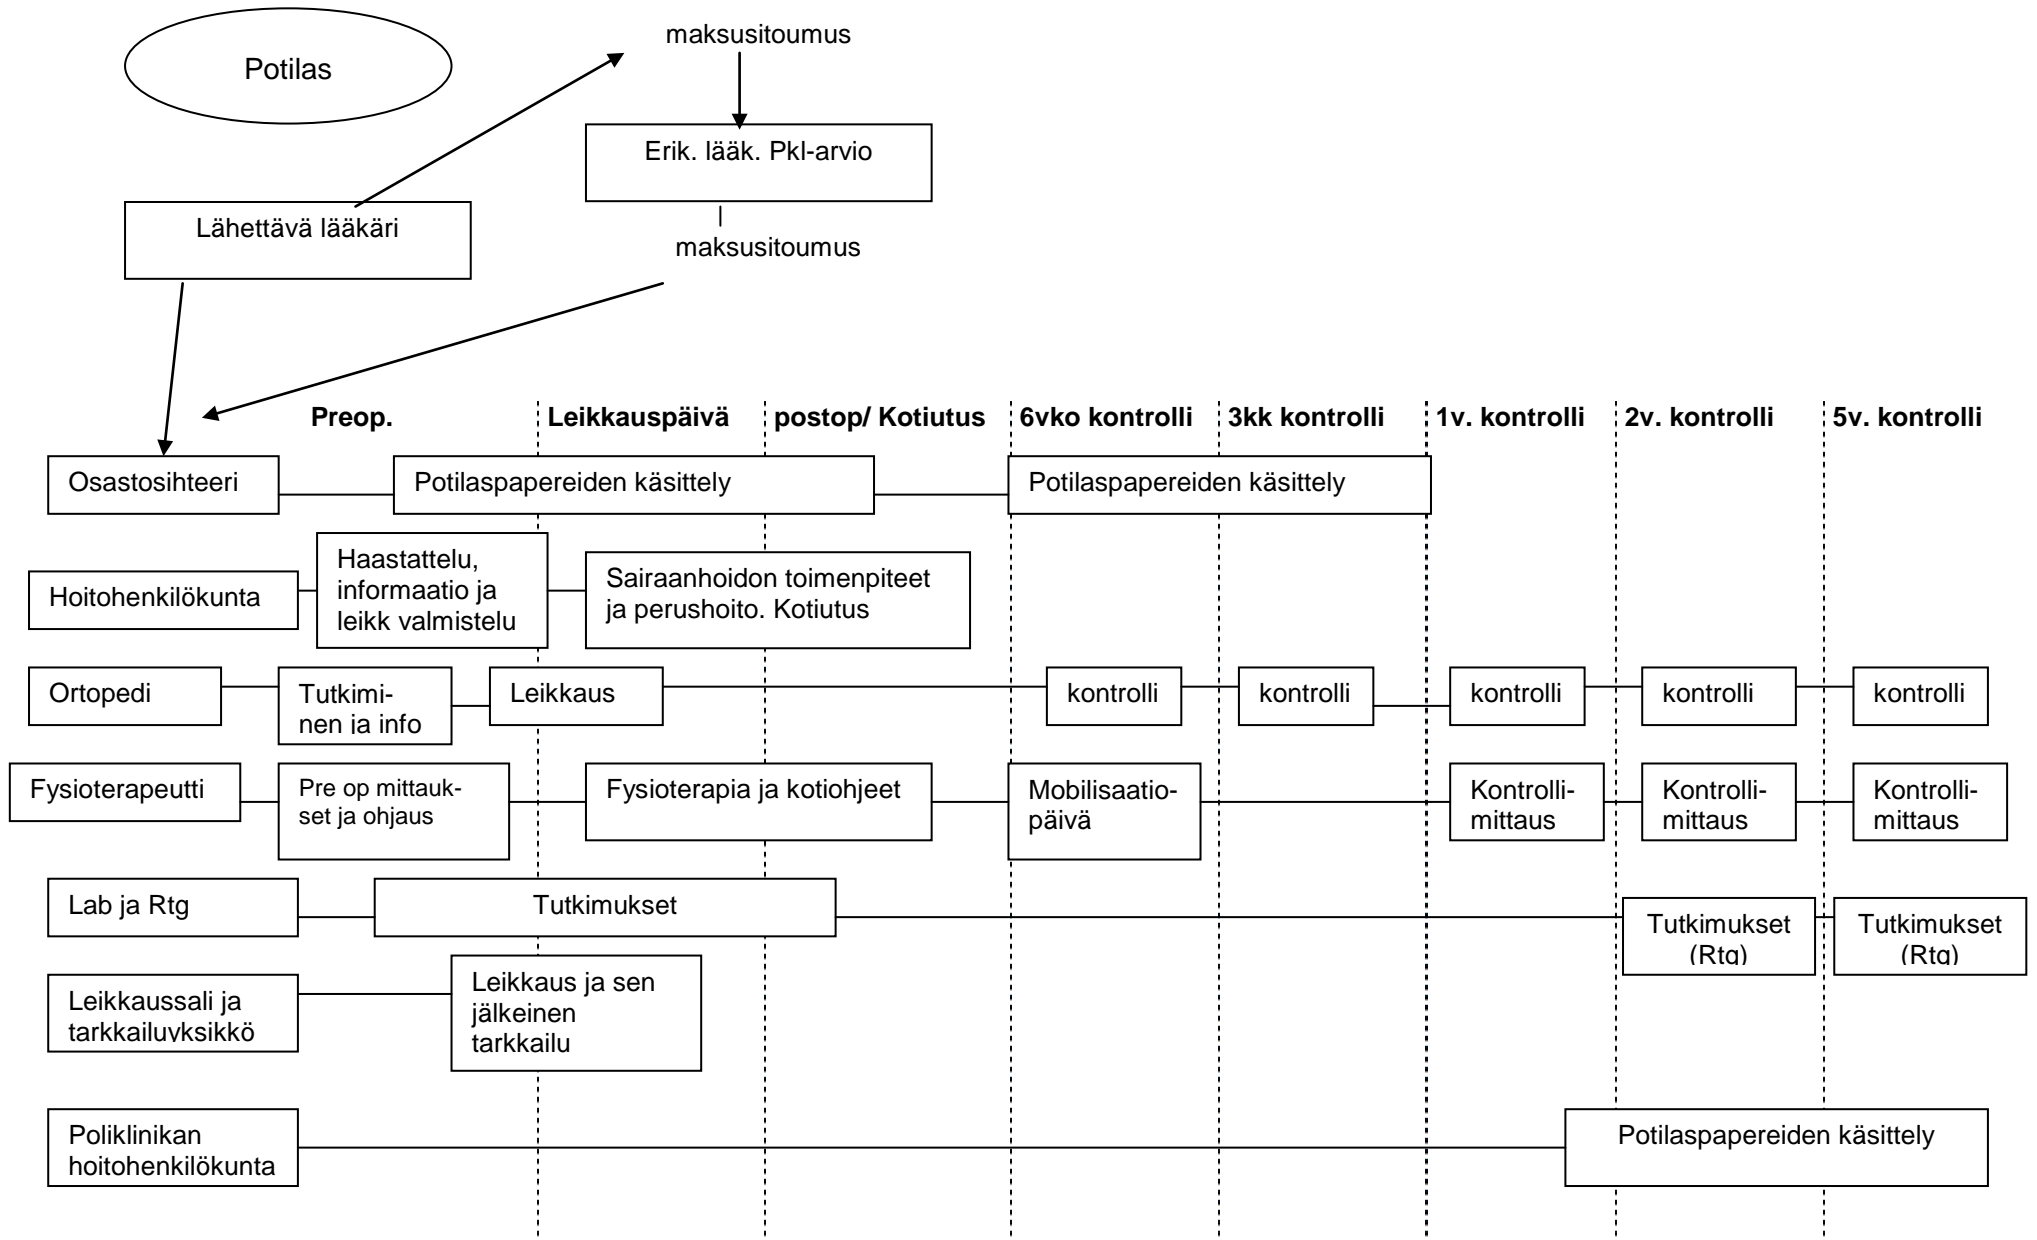 maksusitoumus
Potilas
Erik. lääk. Pkl-arvio
Lähettävä lääkäri
maksusitoumus
Preop.
Leikkauspäivä
postop/ Kotiutus
6vko kontrolli
3kk kontrolli
1v. kontrolli
2v. kontrolli
5v. kontrolli
Osastosihteeri
Potilaspapereiden käsittely
Potilaspapereiden käsittely
Hoitohenkilökunta
Haastattelu,
informaatio ja
leikk valmistelu
Sairaanhoidon toimenpiteet
ja perushoito. Kotiutus
Ortopedi
Tutkimi-
nen ja info
Leikkaus
kontrolli
kontrolli
kontrolli
kontrolli
kontrolli
Fysioterapeutti
Pre op mittauk-
set ja ohjaus
Fysioterapia ja kotiohjeet
Mobilisaatio-
päivä
Kontrolli-
mittaus
Kontrolli-
mittaus
Kontrolli-
mittaus
Lab ja Rtg
Tutkimukset
Tutkimukset
(Rtg)
Tutkimukset
(Rtg)
Leikkaussali ja
tarkkailuyksikkö
Leikkaus ja sen
jälkeinen
tarkkailu
Poliklinikan
hoitohenkilökunta
Potilaspapereiden käsittely